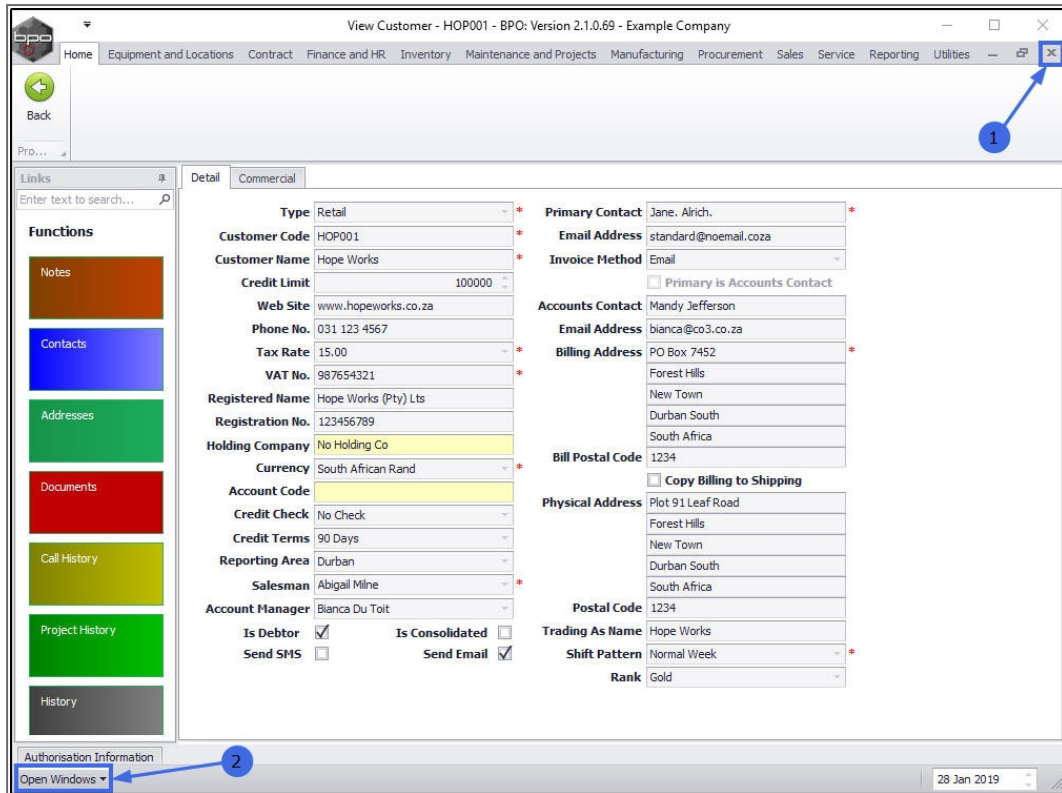 View Customer - HOP001 - BPO: Version 2.1.0.69 - Example Company
bpo
Home Equipment and Locations Contract Finance and HR Inventory Maintenance and Projects Manufacturing Procurement Sales Service Reporting Utilities
Back
1
Pro...
Links
Detail Commercial
Enter text to search...
Functions
Notes
Contacts
Addresses
Documents
Call History
Project History
History
Type Retail *
Customer Code HOP001 *
Customer Name Hope Works *
Credit Limit 100000
Web Site www.hopeworks.co.za
Phone No. 031 123 4567
Tax Rate 15.00 *
VAT No. 987654321 *
Registered Name Hope Works (Pty) Lts
Registration No. 123456789
Holding Company No Holding Co
Currency South African Rand *
Account Code
Credit Check No Check
Credit Terms 90 Days
Reporting Area Durban
Salesman Abigail Milne *
Account Manager Bianca Du Toit
Is Debtor Is Consolidated
Send SMS Send Email
Primary Contact Jane. Alrich. *
Email Address standard@noemail.coza
Invoice Method Email
Primary is Accounts Contact
Accounts Contact Mandy Jefferson
Email Address bianca@co3.co.za
Billing Address PO Box 7452 *
Forest Hills
New Town
Durban South
South Africa
Bill Postal Code 1234
Copy Billing to Shipping
Physical Address Plot 91 Leaf Road
Forest Hills
New Town
Durban South
South Africa
Postal Code 1234
Trading As Name Hope Works
Shift Pattern Normal Week *
Rank Gold
Authorisation Information
2
Open Windows
28 Jan 2019